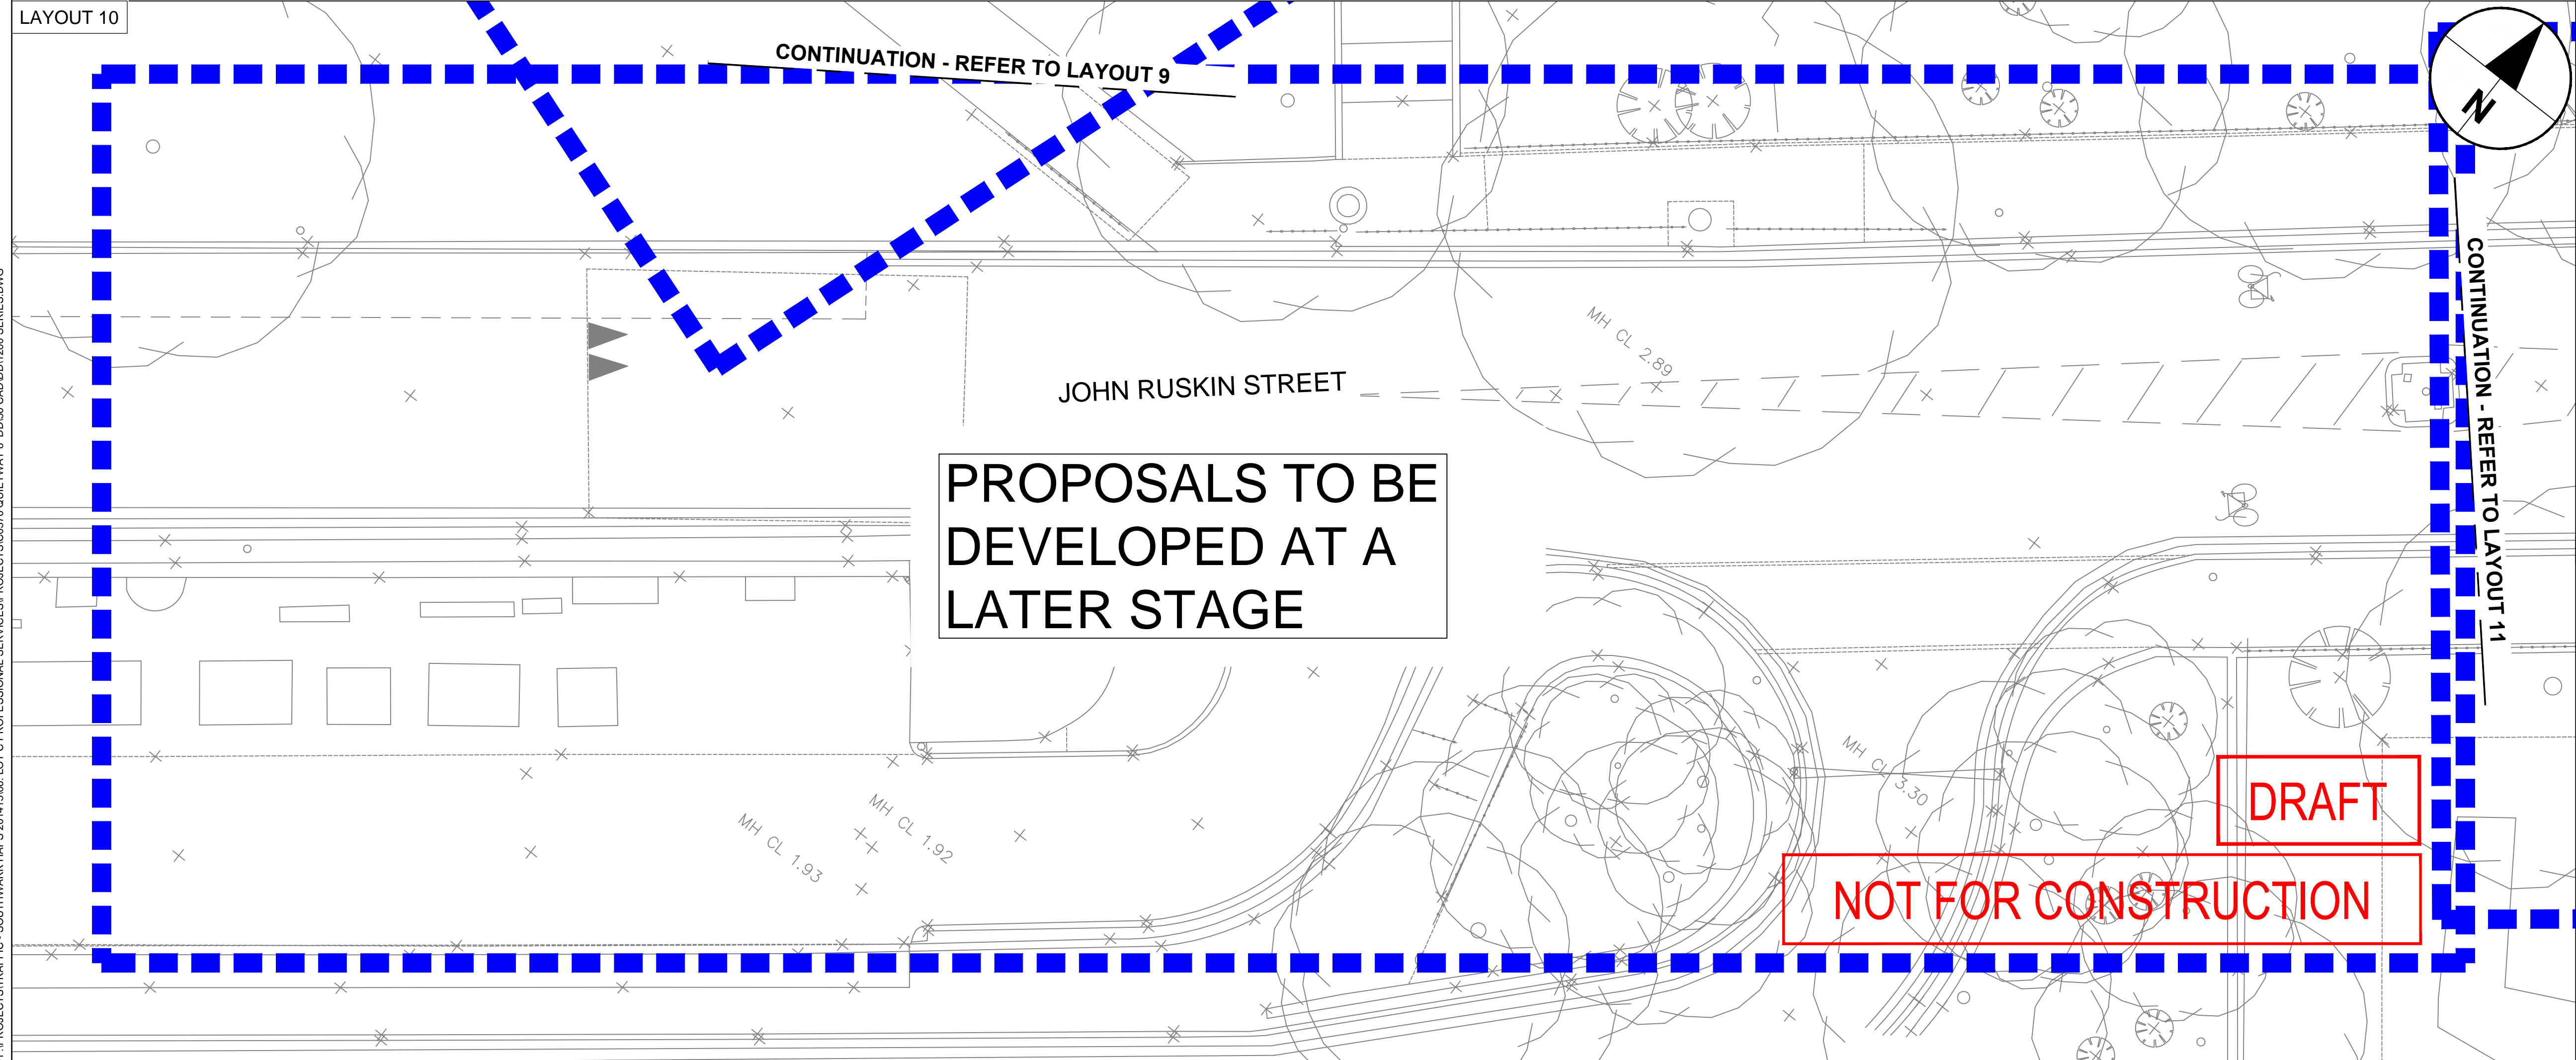 LAYOUT 10
CONTINUATION - REFER TO LAYOUT 9
N
CONTINUATION - REFER TO LAYOUT 11
MH CL 2.89
JOHN RUSKIN STREET
PROPOSALS TO BE
DEVELOPED AT A
LATER STAGE
MH CL 3.30
MH CL 1.92
MH CL 1.93
DRAFT
NOT FOR CONSTRUCTION